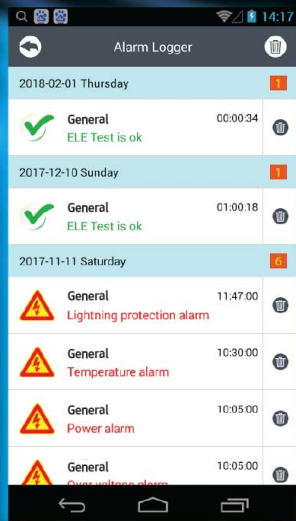 14:17
Alarm Logger
2018-02-01 Thursday 1
General 00:00:34
ELE Test is ok
2017-12-10 Sunday 1
General 01:00:18
ELE Test is ok
2017-11-11 Saturday 6
General 11:47:00
Lightning protection alarm
General 10:30:00
Temperature alarm
General 10:05:00
Power alarm
General 10:05:00
Over voltage alarm